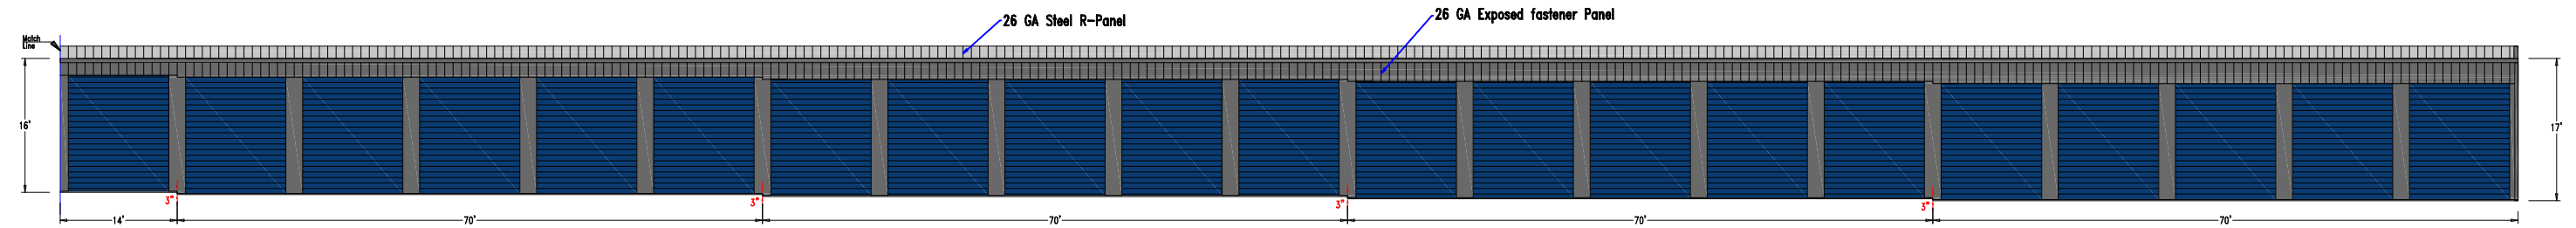 26 GA Exposed fastener Panel
26 GA Steel R-Panel
Match
Line
16'
17'
3"
3"
3"
3"
14'
70'
70'
70'
70'